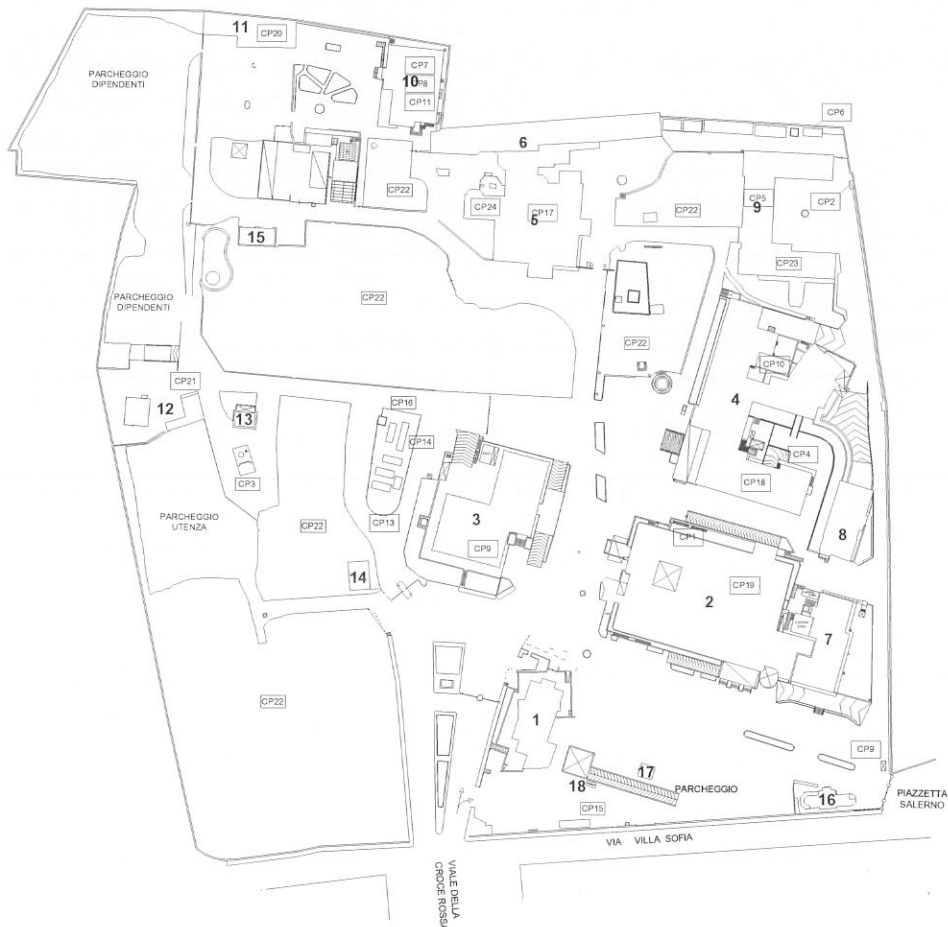 11
CP20
CP7
10
CP8
CP11
PARCHEGGIO
DIPENDENTI
CP6
6
CP22
CP24
CP17
5
CP22
CP5
9
CP2
15
CP23
CP22
PARCHEGGIO
DIPENDENTI
CP22
CP10
CP21
12
13
CP16
4
CP14
CP4
CP3
CP18
PARCHEGGIO
UTENZA
CP22
CP13
3
CP9
8
CP1
14
CP19
2
7
CP22
1
CP9
17
18
PARCHEGGIO
CP15
16
PIAZZETTA
SALERNO
VIA VILLA SOFIA
VIALE DELLA
CROCE ROSSA